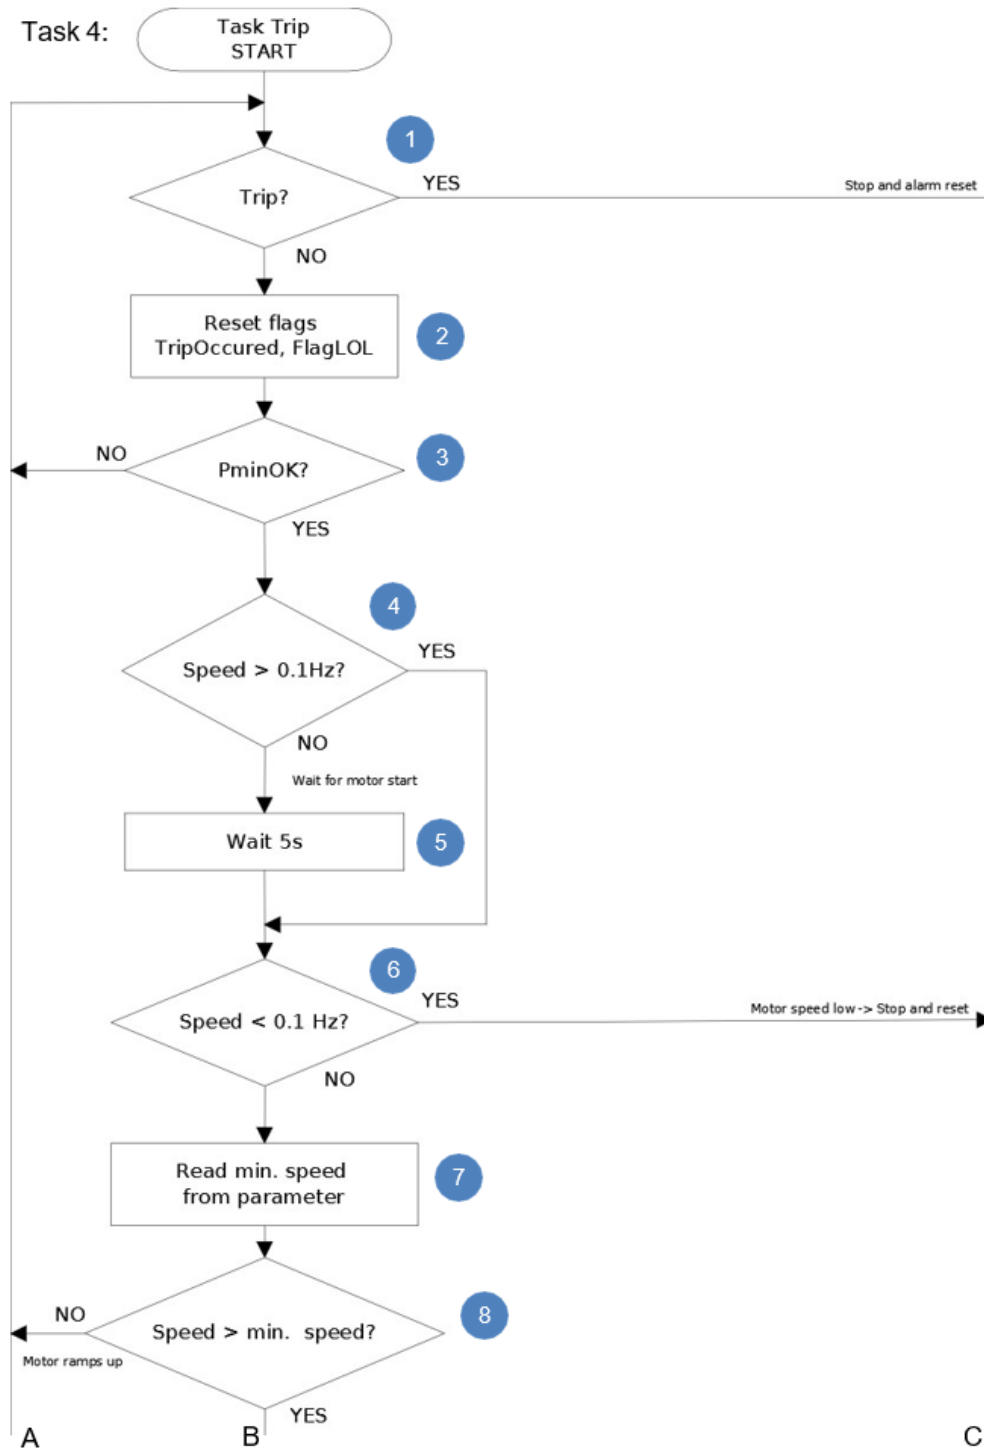 Task 4:
Task Trip
START
1
Trip?
YES
Stop and alarm reset
NO
Reset flags
TripOccured, FlagLOL
2
NO
PminOK?
3
YES
4
Speed > 0.1Hz?
YES
NO
Wait for motor start
Wait 5s
5
6
Speed < 0.1 Hz?
YES
Motor speed low -> Stop and reset
NO
Read min. speed
from parameter
7
NO
Speed > min. speed?
8
Motor ramps up
YES
A
B
C